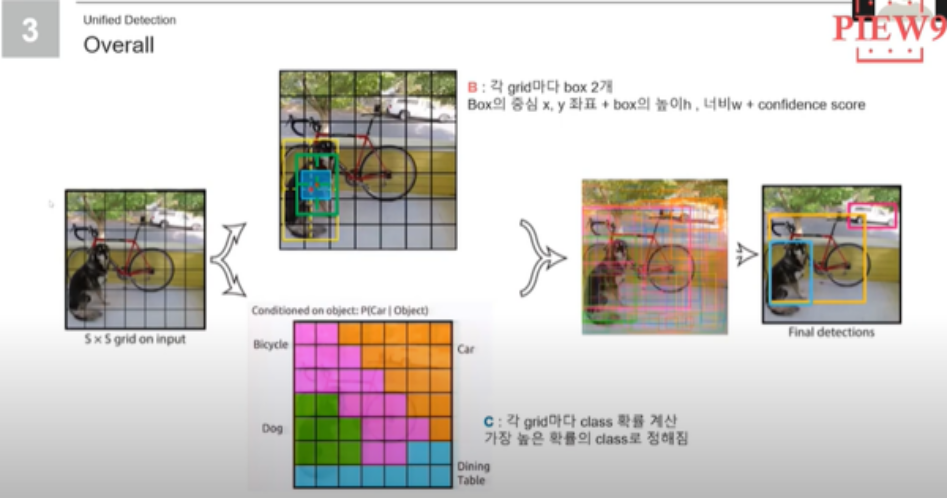 3
Unified Detection
Overall
PIEW9
B : 각 grid마다 box 2개
Box의 중심 x, y 좌표 + box의 높이h , 너비w + confidence score
S × S grid on input
Final detections
Conditioned on object: P(Car | Object)
Bicycle
Car
Dog
Dining
Table
C : 각 grid마다 class 확률 계산
가장 높은 확률의 class로 정해짐